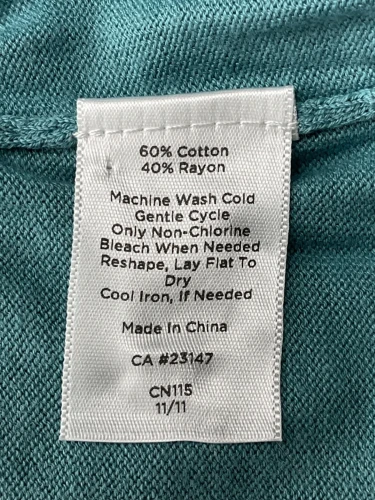 60% Cotton
40% Rayon
Machine Wash Cold
Gentle Cycle
Only Non-Chlorine
Bleach When Needed
Reshape, Lay Flat To
Dry
Cool Iron, If Needed
Made In China
CA #23147
CN115
11/11